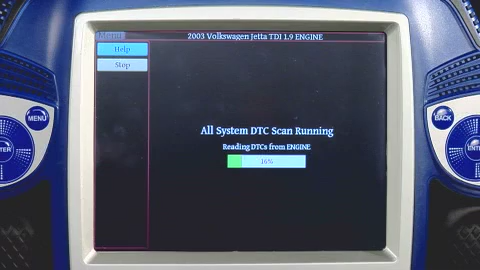 Menu
2003 Volkswagen Jetta TDI 1.9 ENGINE
Help
Stop
All System DTC Scan Running
Reading DTCs from ENGINE
16%
MENU
BACK